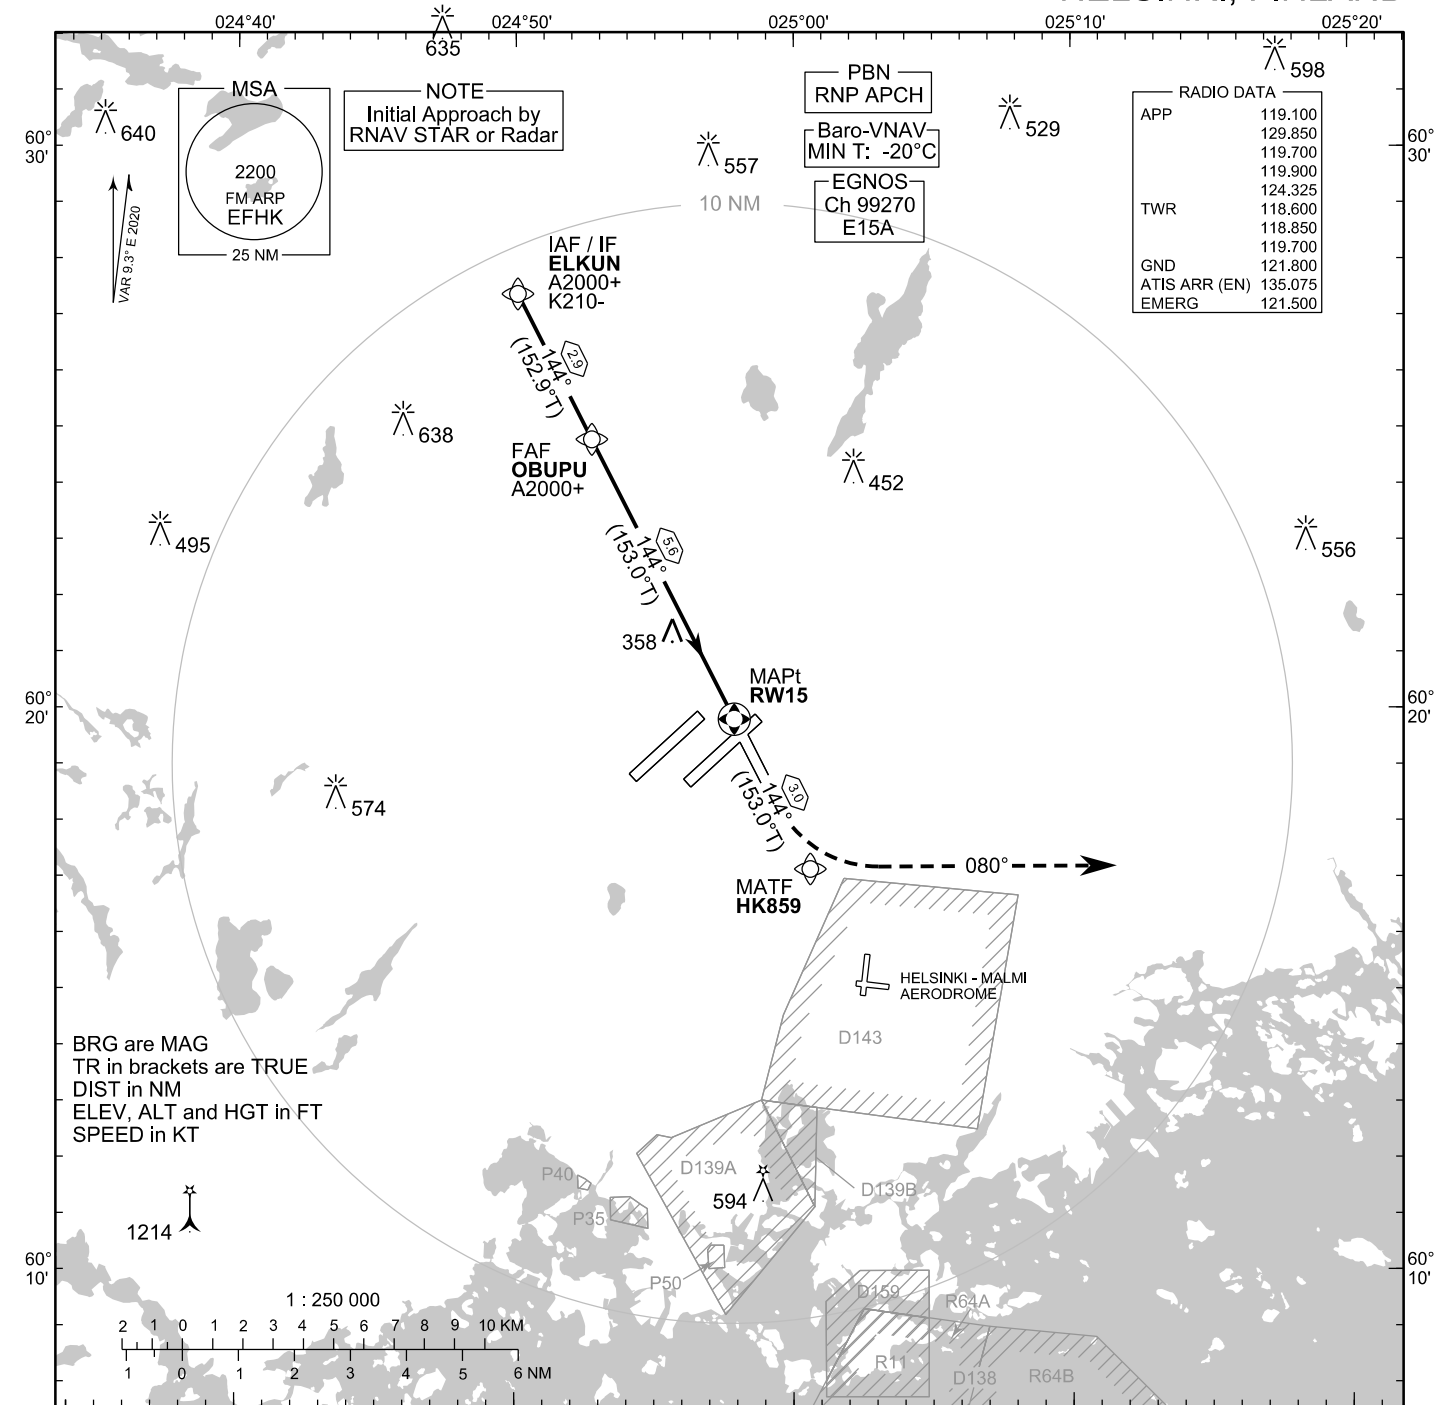 024°40'
024°50'
025°00'
025°10'
025°20'
635
598
640
557
529
60°
30'
60°
30'
MSA
2200
FM ARP
EFHK
25 NM
NOTE
Initial Approach by
RNAV STAR or Radar
PBN
RNP APCH
Baro-VNAV
MIN T: -20°C
EGNOS
Ch 99270
E15A
RADIO DATA
APP 119.100
129.850
119.700
119.900
124.325
TWR 118.600
118.850
119.700
GND 121.800
ATIS ARR (EN) 135.075
EMERG 121.500
VAR 9.3° E 2020
10 NM
IAF / IF
ELKUN
A2000+
K210-
2.9
144°
(152.9°T)
638
FAF
OBUPU
A2000+
452
495
556
5.6
144°
(153.0°T)
358
MAPt
RW15
60°
20'
60°
20'
574
3.0
144°
(153.0°T)
080°
MATF
HK859
HELSINKI - MALMI
AERODROME
D143
BRG are MAG
TR in brackets are TRUE
DIST in NM
ELEV, ALT and HGT in FT
SPEED in KT
P40
D139A
594
D139B
P35
1214
P50
60°
10'
60°
10'
D159
R64A
R11
D138
R64B
1 : 250 000
2 1 0 1 2 3 4 5 6 7 8 9 10 KM
1 0 1 2 3 4 5 6 NM